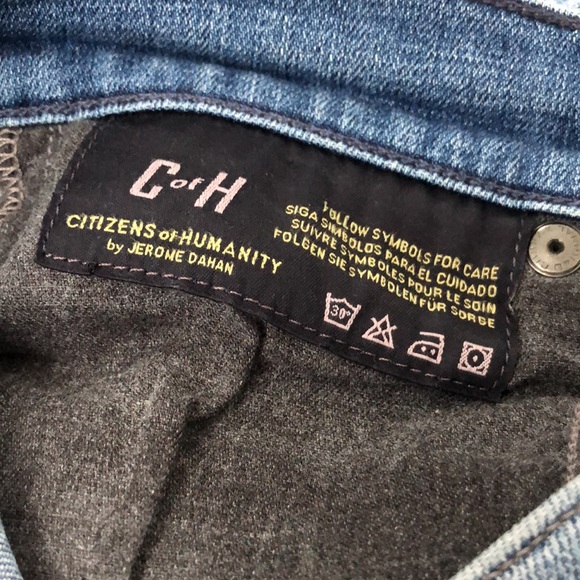 C of H
CITIZENS of HUMANITY
by JERONE DAHAN
FOLLOW SYMBOLS FOR CARE
SIGA SIMBOLOS PARA EL CUIDADO
SUIVRE SYMBOLES POUR LE SOIN
FOLGEN SIE SYMBOLEN FÜR SORGE
30°